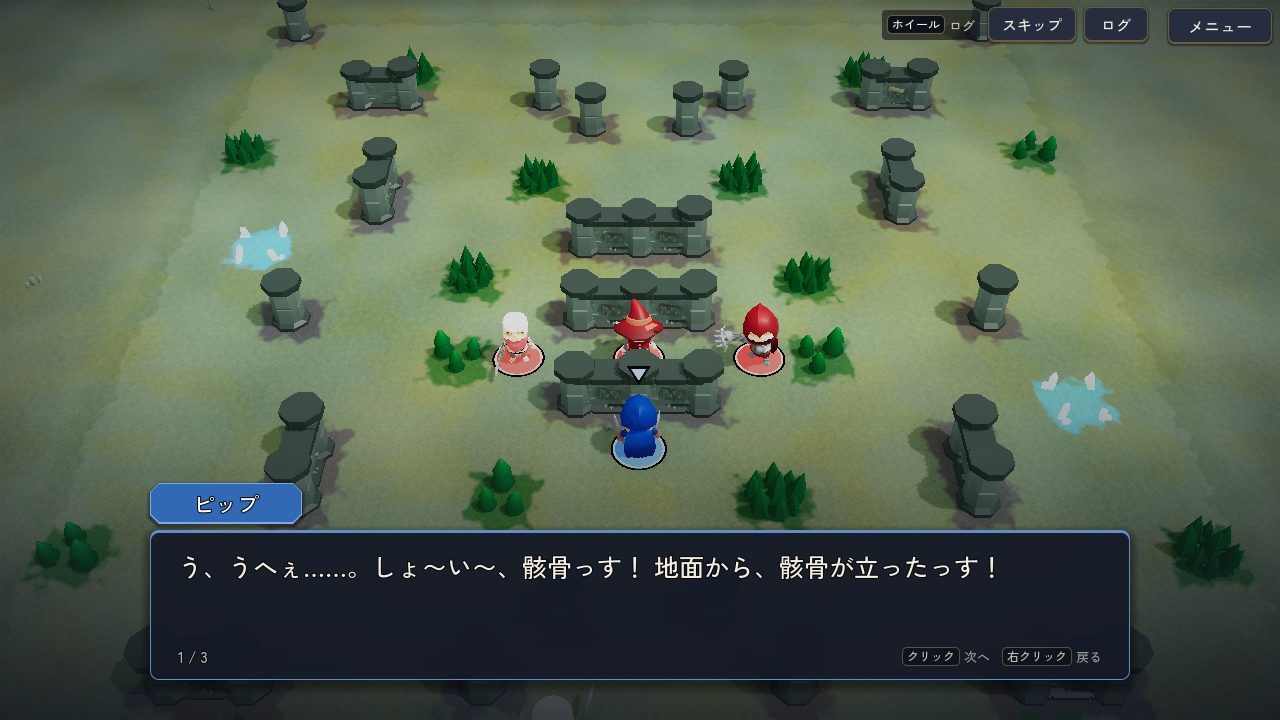 ホイール ログ スキップ ログ メニュー
ピップ
う、うへぇ……。しょ〜い〜、骸骨っす！ 地面から、骸骨が立ったっす！
1 / 3 クリック 次へ 右クリック 戻る